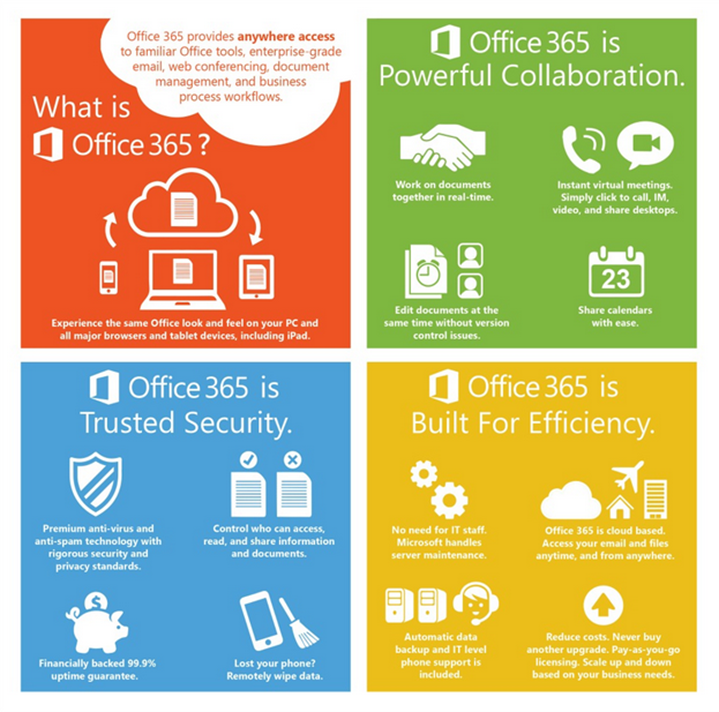 Office 365 provides anywhere access
to familiar Office tools, enterprise-grade
email, web conferencing, document
management, and business
process workflows.
What is
Office 365?
Experience the same Office look and feel on your PC and
all major browsers and tablet devices, including iPad.
Office 365 is
Powerful Collaboration.
Work on documents
together in real-time.
Instant virtual meetings.
Simply click to call, IM,
video, and share desktops.
Edit documents at the
same time without version
control issues.
23
Share calendars
with ease.
Office 365 is
Trusted Security.
Premium anti-virus and
anti-spam technology with
rigorous security and
privacy standards.
Control who can access,
read, and share information
and documents.
$
Financially backed 99.9%
uptime guarantee.
Lost your phone?
Remotely wipe data.
Office 365 is
Built For Efficiency.
No need for IT staff.
Microsoft handles
server maintenance.
Office 365 is cloud based.
Access your email and files
anytime, and from anywhere.
Automatic data
backup and IT level
phone support is
included.
Reduce costs. Never buy
another upgrade. Pay-as-you-go
licensing. Scale up and down
based on your business needs.